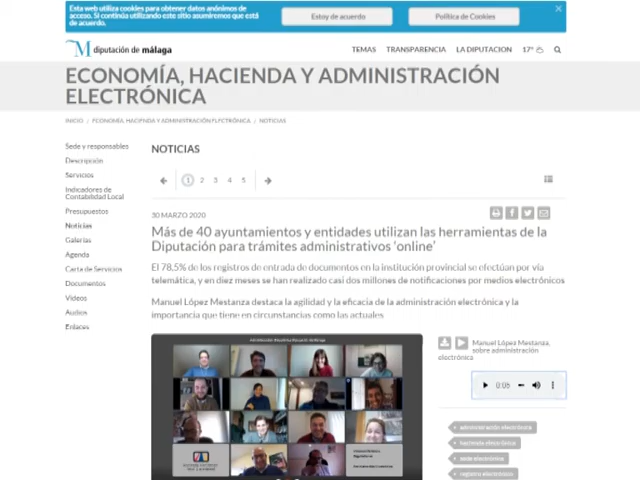 Esta web utiliza cookies para obtener datos anónimos de
acceso. Si continúa utilizando este sitio asumiremos que está
de acuerdo.
Estoy de acuerdo
Política de Cookies
diputación de málaga
TEMAS TRANSPARENCIA LA DIPUTACION 17°
ECONOMÍA, HACIENDA Y ADMINISTRACIÓN
ELECTRÓNICA
INICIO / ECONOMÍA, HACIENDA Y ADMINISTRACIÓN ELECTRÓNICA / NOTICIAS
Sede y responsables
Descripción
Servicios
Indicadores de
Contabilidad Local
Presupuestos
Noticias
Galerías
Agenda
Carta de Servicios
Documentos
Videos
Audios
Enlaces
NOTICIAS
1 2 3 4 5
30 MARZO 2020
Más de 40 ayuntamientos y entidades utilizan las herramientas de la
Diputación para trámites administrativos ‘online’
El 78,5% de los registros de entrada de documentos en la institución provincial se efectúan por vía
telemática, y en diez meses se han realizado casi dos millones de notificaciones por medios electrónicos
Manuel López Mestanza destaca la agilidad y la eficacia de la administración electrónica y la
importancia que tiene en circunstancias como las actuales
Manuel López Mestanza,
sobre administración
electrónica
0:05
administración electrónica
hacienda electrónica
sede electrónica
registro electrónico